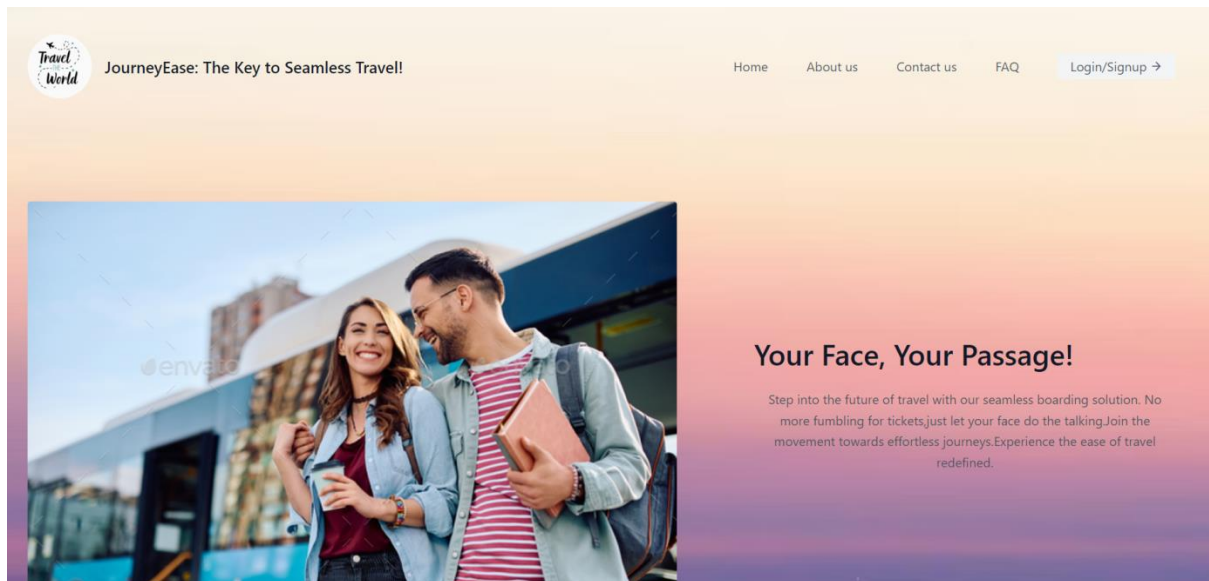 Travel
THE
World
JourneyEase: The Key to Seamless Travel!
Home
About us
Contact us
FAQ
Login/Signup →
envato
Your Face, Your Passage!
Step into the future of travel with our seamless boarding solution. No
more fumbling for tickets,just let your face do the talking.Join the
movement towards effortless journeys.Experience the ease of travel
redefined.